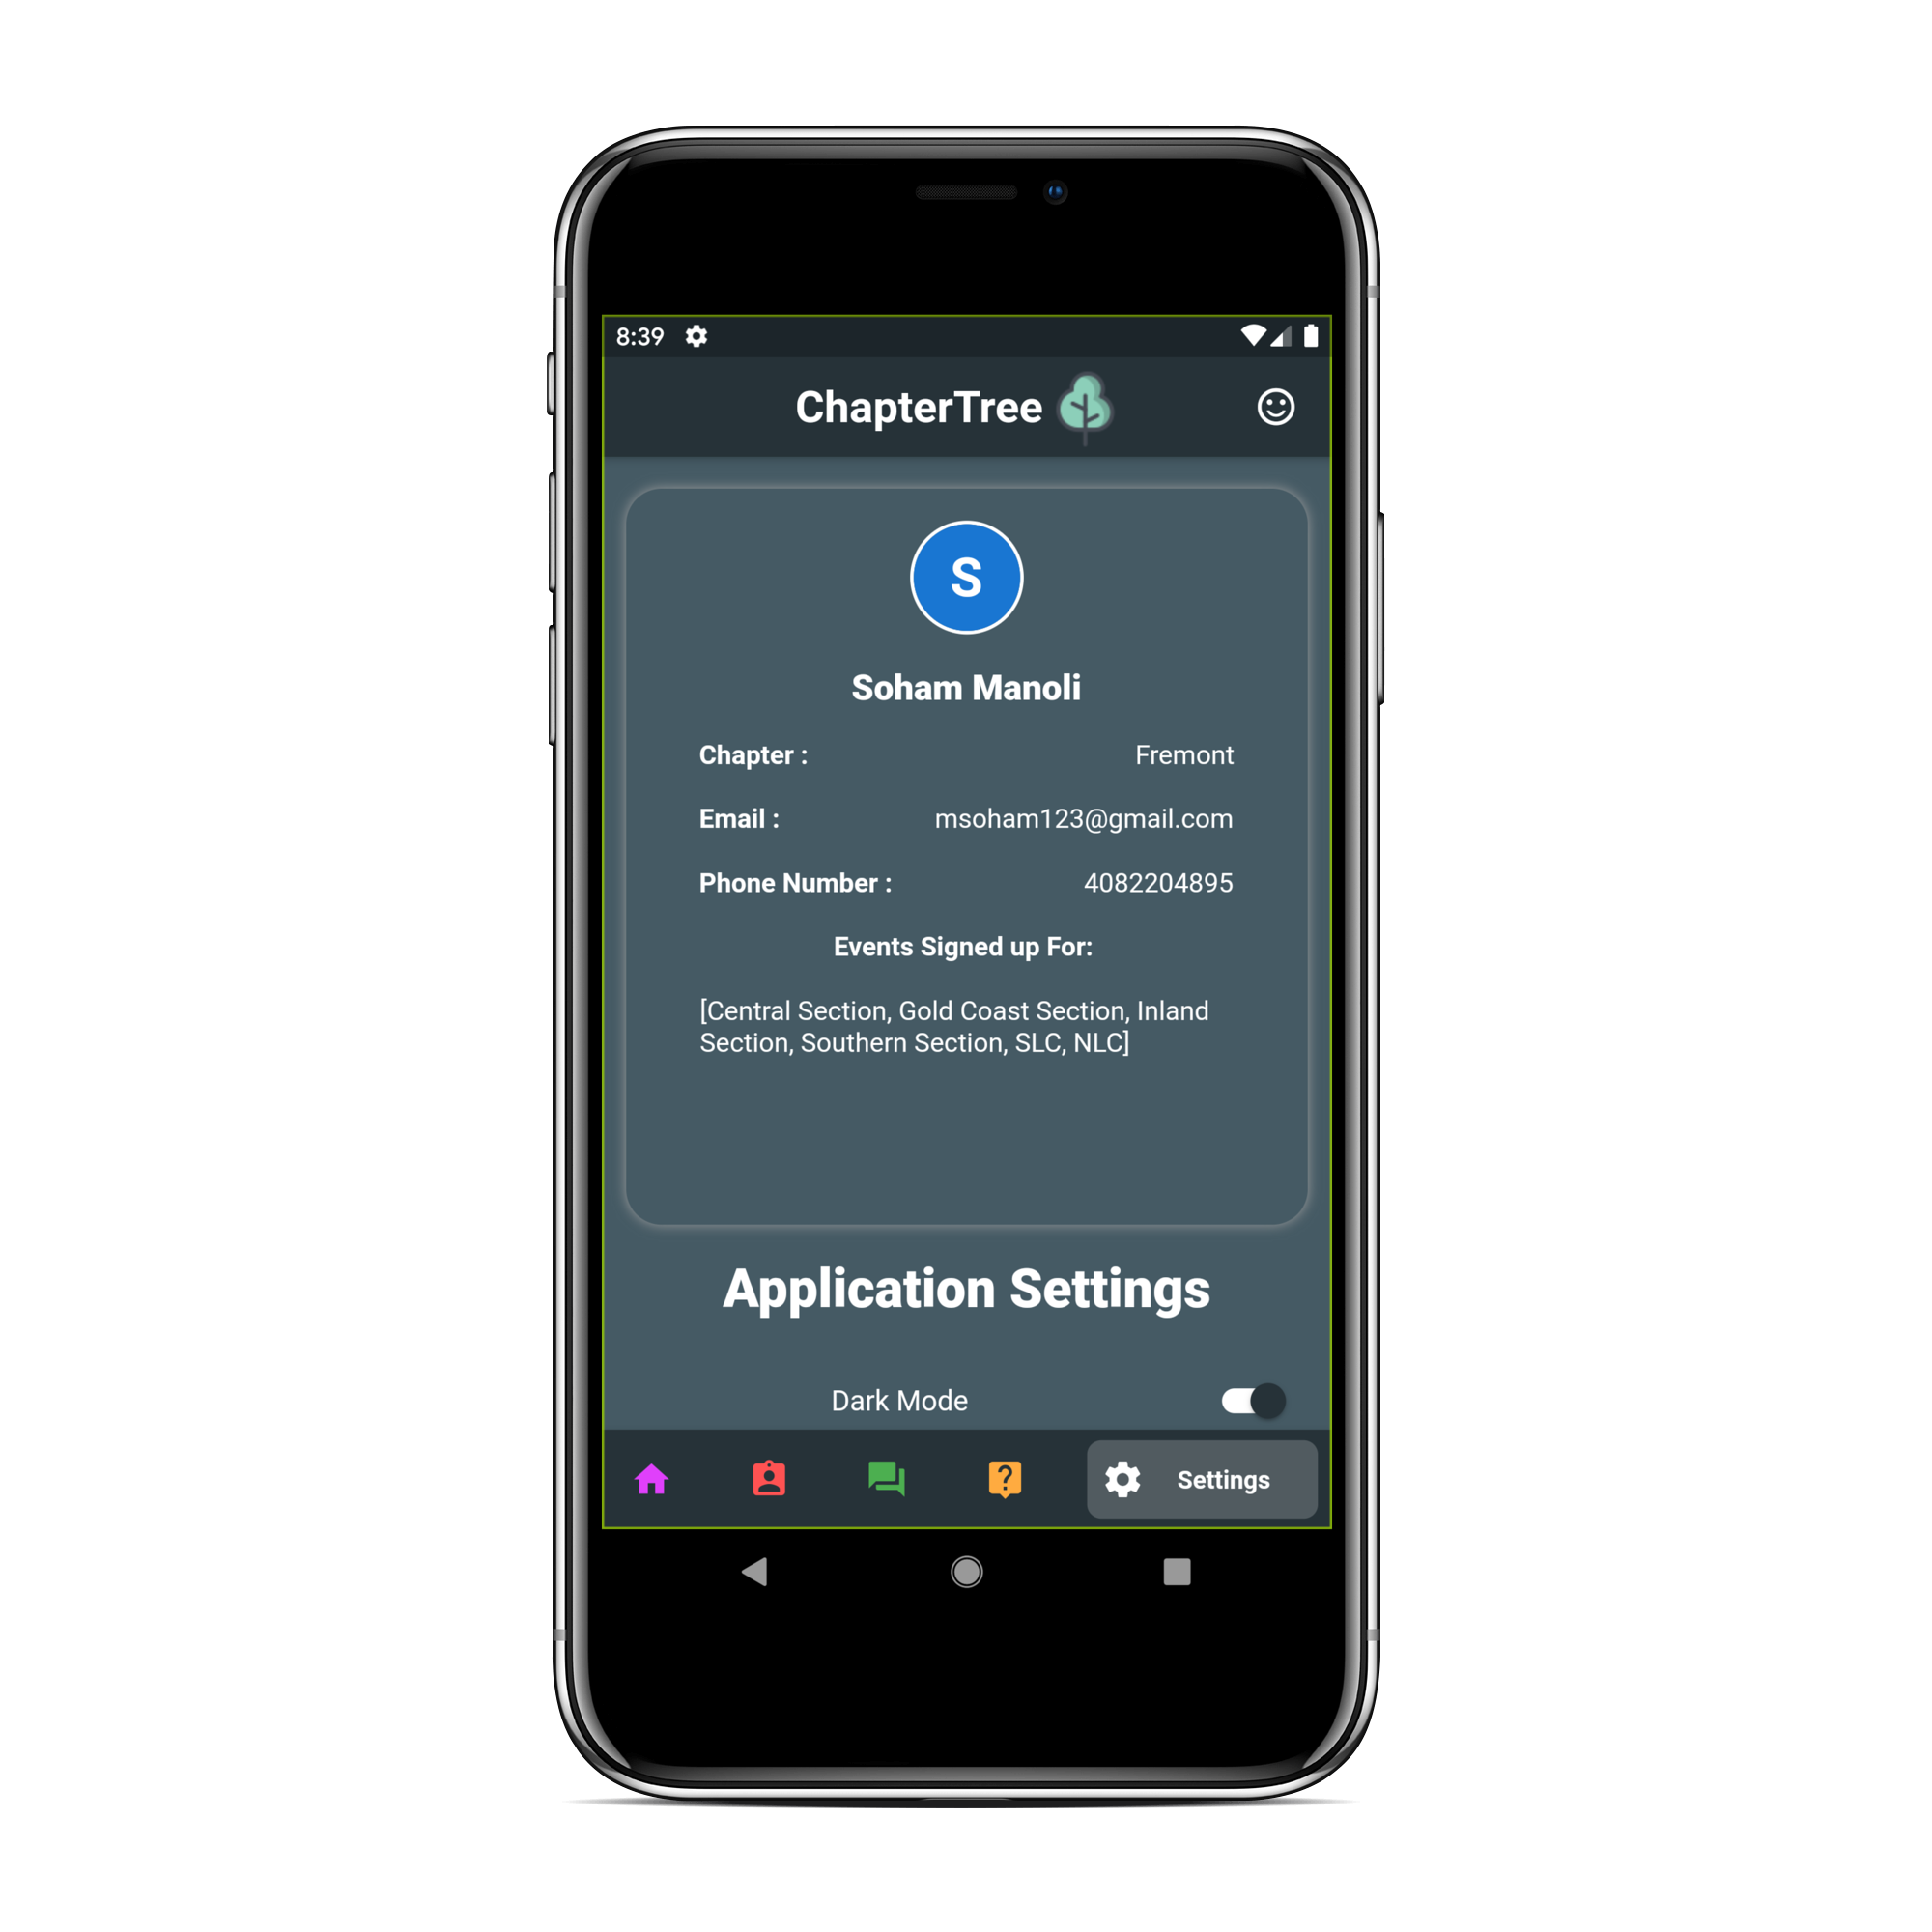 8:39
ChapterTree
S
Soham Manoli
Chapter : Fremont
Email : msoham123@gmail.com
Phone Number : 4082204895
Events Signed up For:
[Central Section, Gold Coast Section, Inland
Section, Southern Section, SLC, NLC]
Application Settings
Dark Mode
?
Settings